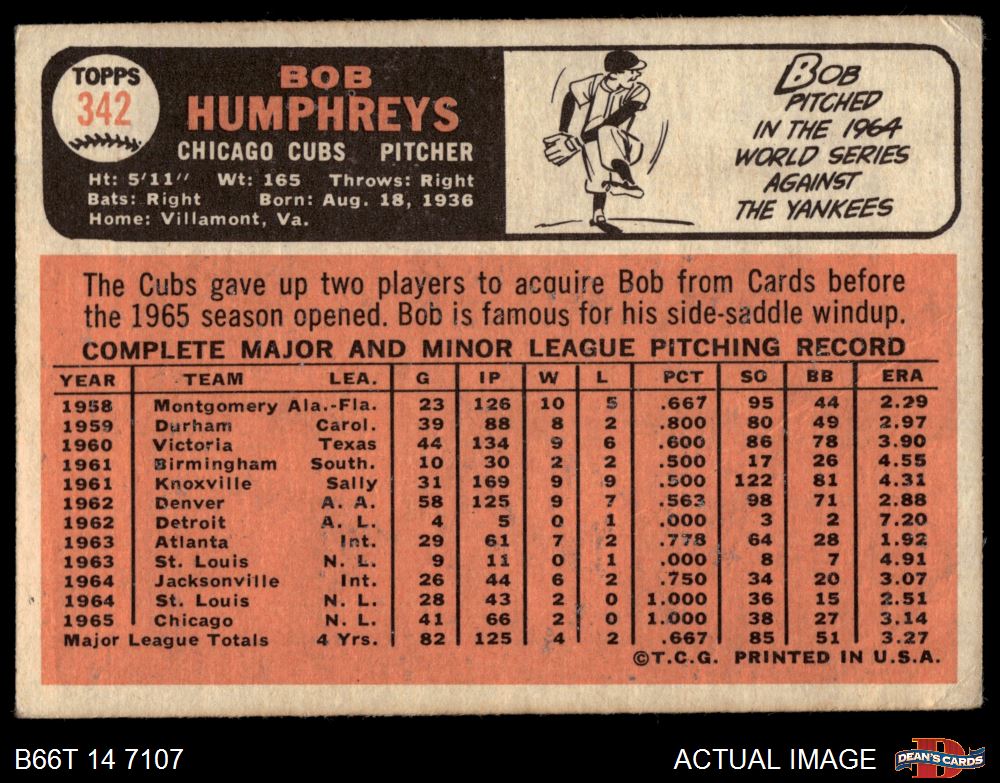 TOPPS
342
BOB
HUMPHREYS
CHICAGO CUBS PITCHER
Ht: 5'11" Wt: 165 Throws: Right
Bats: Right Born: Aug. 18, 1936
Home: Villamont, Va.
BOB
PITCHED
IN THE 1964
WORLD SERIES
AGAINST
THE YANKEES
The Cubs gave up two players to acquire Bob from Cards before
the 1965 season opened. Bob is famous for his side-saddle windup.
COMPLETE MAJOR AND MINOR LEAGUE PITCHING RECORD
YEAR TEAM LEA. G IP W L PCT SO BB ERA
1958 Montgomery Ala.-Fla. 23 126 10 5 .667 95 44 2.29
1959 Durham Carol. 39 88 8 2 .800 80 49 2.97
1960 Victoria Texas 44 134 9 6 .600 86 78 3.90
1961 Birmingham South. 10 30 2 2 .500 17 26 4.55
1961 Knoxville Sally 31 169 9 9 .500 122 81 4.31
1962 Denver A. A. 58 125 9 7 .563 98 71 2.88
1962 Detroit A. L. 4 5 0 1 .000 3 2 7.20
1963 Atlanta Int. 29 61 7 2 .778 64 28 1.92
1963 St. Louis N. L. 9 11 0 1 .000 8 7 4.91
1964 Jacksonville Int. 26 44 6 2 .750 34 20 3.07
1964 St. Louis N. L. 28 43 2 0 1.000 36 15 2.51
1965 Chicago N. L. 41 66 2 0 1.000 38 27 3.14
Major League Totals 4 Yrs. 82 125 4 2 .667 85 51 3.27
©T.C.G. PRINTED IN U.S.A.
B66T 14 7107
ACTUAL IMAGE
D
DEAN'S CARDS